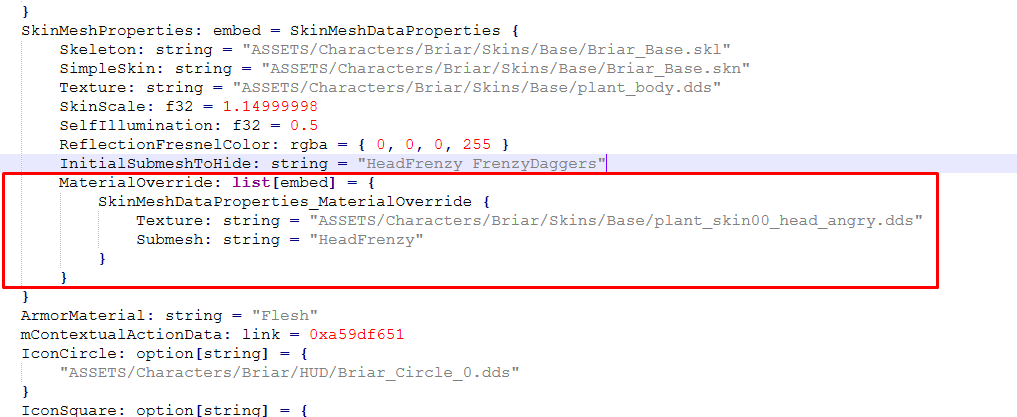 }
SkinMeshProperties: embed = SkinMeshDataProperties {
Skeleton: string = "ASSETS/Characters/Briar/Skins/Base/Briar_Base.skl"
SimpleSkin: string = "ASSETS/Characters/Briar/Skins/Base/Briar_Base.skn"
Texture: string = "ASSETS/Characters/Briar/Skins/Base/plant_body.dds"
SkinScale: f32 = 1.14999998
SelfIllumination: f32 = 0.5
ReflectionFresnelColor: rgba = { 0, 0, 0, 255 }
InitialSubmeshToHide: string = "HeadFrenzy FrenzyDaggers"
MaterialOverride: list[embed] = {
SkinMeshDataProperties_MaterialOverride {
Texture: string = "ASSETS/Characters/Briar/Skins/Base/plant_skin00_head_angry.dds"
Submesh: string = "HeadFrenzy"
}
}
}
ArmorMaterial: string = "Flesh"
mContextualActionData: link = 0xa59df651
IconCircle: option[string] = {
"ASSETS/Characters/Briar/HUD/Briar_Circle_0.dds"
}
IconSquare: option[string] = {